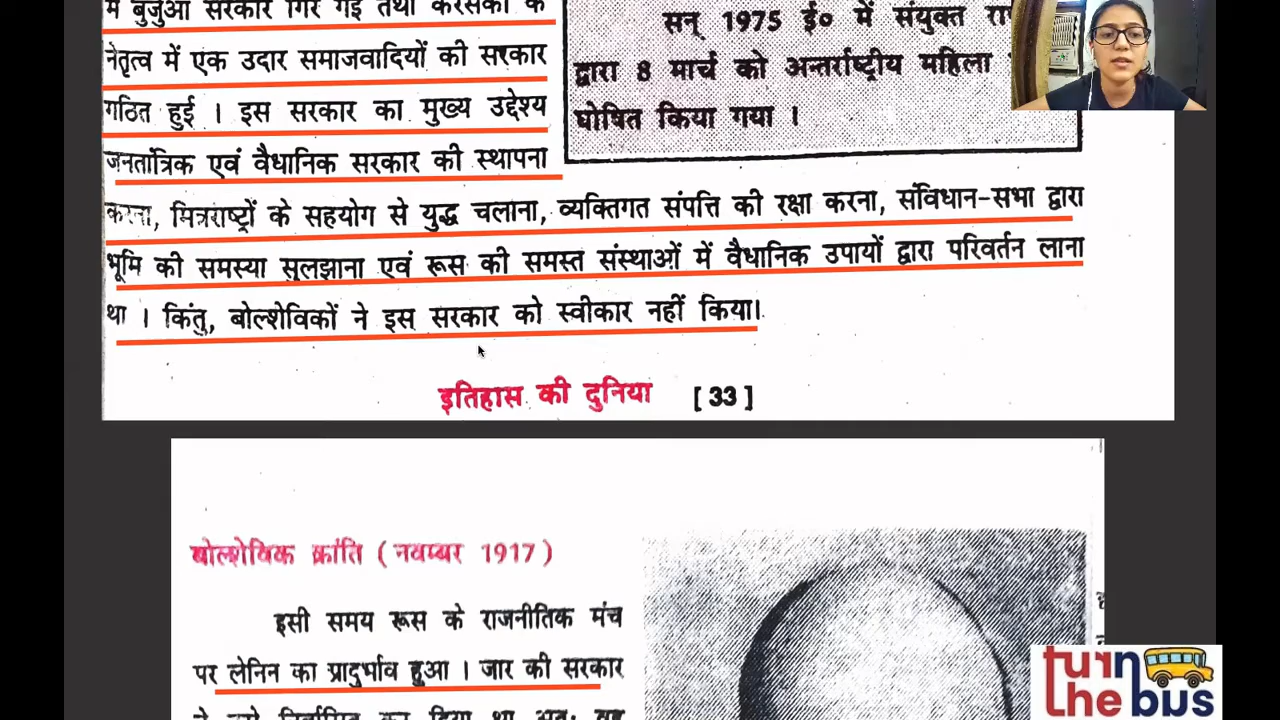 में बुर्जुआ सरकार गिर गई तथा करेंसकी के
नेतृत्व में एक उदार समाजवादियों की सरकार
गठित हुई । इस सरकार का मुख्य उद्देश्य
जनतांत्रिक एवं वैधानिक सरकार की स्थापना
सन् 1975 ई० में संयुक्त
द्वारा 8 मार्च को अन्तर्राष्ट्रीय महिला
घोषित किया गया ।
करना, मित्रराष्ट्रों के सहयोग से युद्ध चलाना, व्यक्तिगत संपत्ति की रक्षा करना, संविधान-सभा द्वारा
भूमि की समस्या सुलझाना एवं रूस की समस्त संस्थाओं में वैधानिक उपायों द्वारा परिवर्तन लाना
था । किंतु, बोल्शेविकों ने इस सरकार को स्वीकार नहीं किया।
इतिहास की दुनिया [ 33 ]
बोल्शेविक क्रांति ( नवम्बर 1917 )
इसी समय रूस के राजनीतिक मंच
पर लेनिन का प्रादुर्भाव हुआ । जार की सरकार
turn
the bus